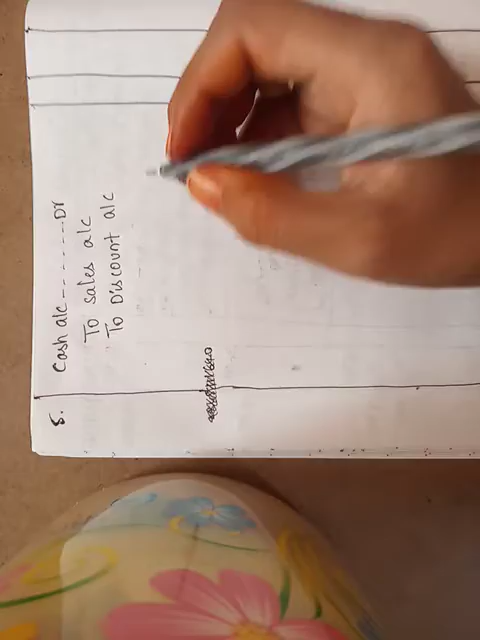 5. Cash a/c - - - - - - - Dr
To sales a/c
To Discount a/c